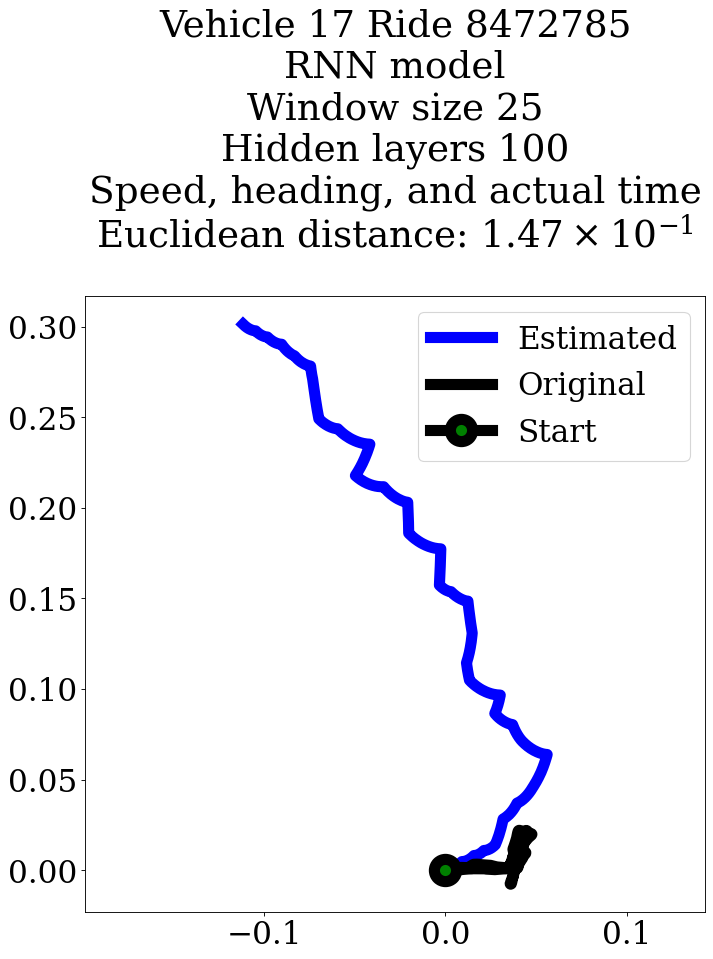 Vehicle 17 Ride 8472785
RNN model
Window size 25
Hidden layers 100
Speed, heading, and actual time
Euclidean distance: 1.47 × 10⁻¹
Estimated
Original
Start
0.30
0.25
0.20
0.15
0.10
0.05
0.00
−0.1 0.0 0.1